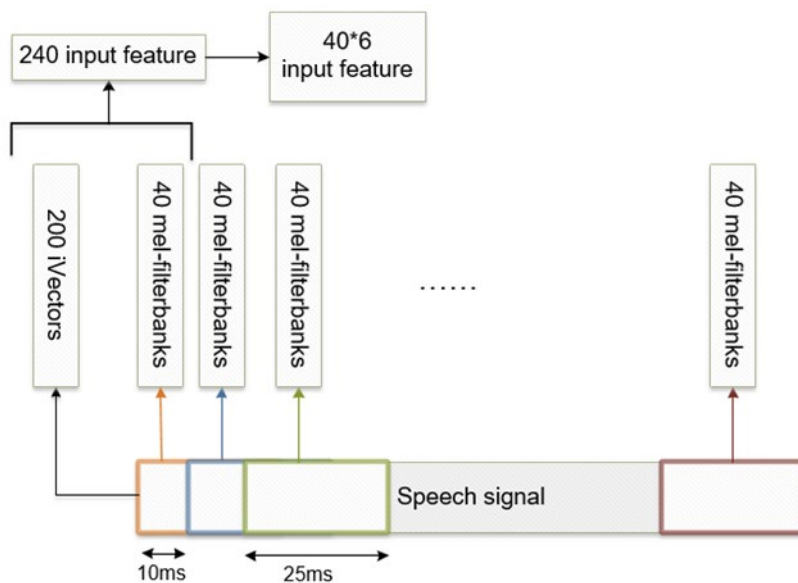 240 input feature
40*6
input feature
200 iVectors
40 mel-filterbanks
40 mel-filterbanks
40 mel-filterbanks
......
40 mel-filterbanks
Speech signal
10ms
25ms